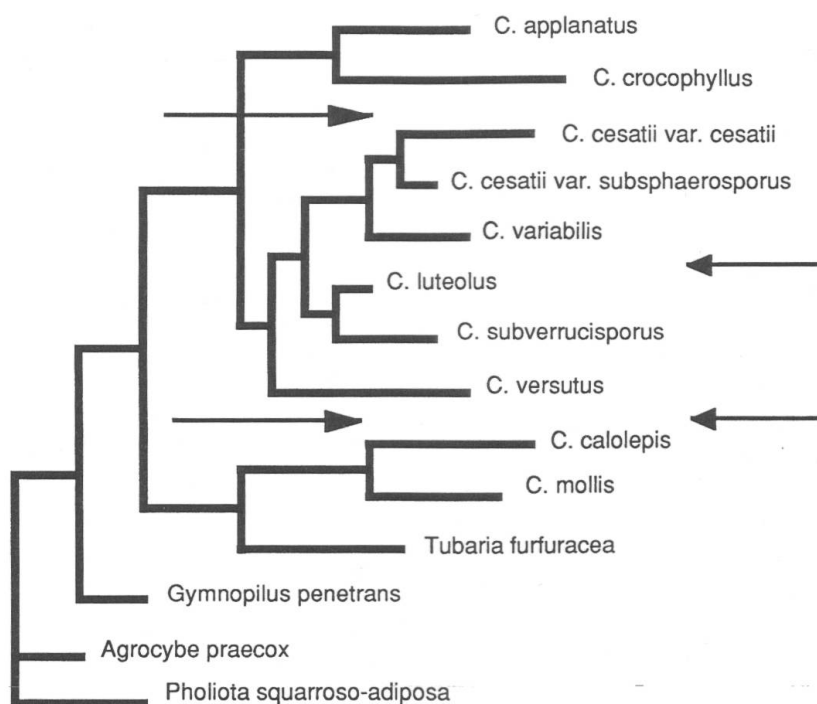 C. applanatus
C. crocophyllus
C. cesatii var. cesatii
C. cesatii var. subsphaerosporus
C. variabilis
C. luteolus
C. subverrucisporus
C. versutus
C. calolepis
C. mollis
Tubaria furfuracea
Gymnopilus penetrans
Agrocybe praecox
Pholiota squarroso-adiposa